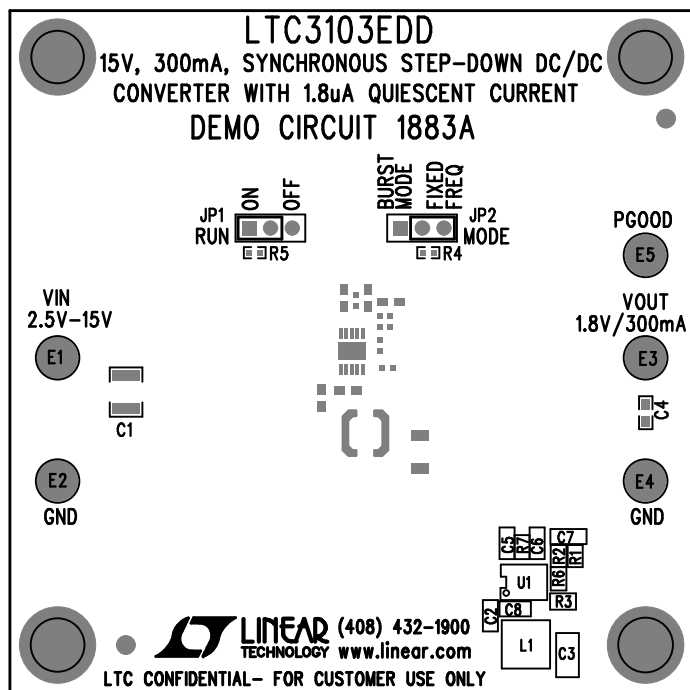 LTC3103EDD
15V, 300mA, SYNCHRONOUS STEP-DOWN DC/DC
CONVERTER WITH 1.8uA QUIESCENT CURRENT
DEMO CIRCUIT 1883A
ON
OFF
JP1
RUN
R5
BURST
MODE
FIXED
FREQ
JP2
MODE
R4
PGOOD
E5
VIN
2.5V-15V
E1
VOUT
1.8V/300mA
E3
C1
C4
E2
GND
E4
GND
C5
R7
C6
C7
R2
R1
R6
U1
R3
C2
C8
L1
C3
LINEAR
TECHNOLOGY
(408) 432-1900
www.linear.com
LTC CONFIDENTIAL- FOR CUSTOMER USE ONLY